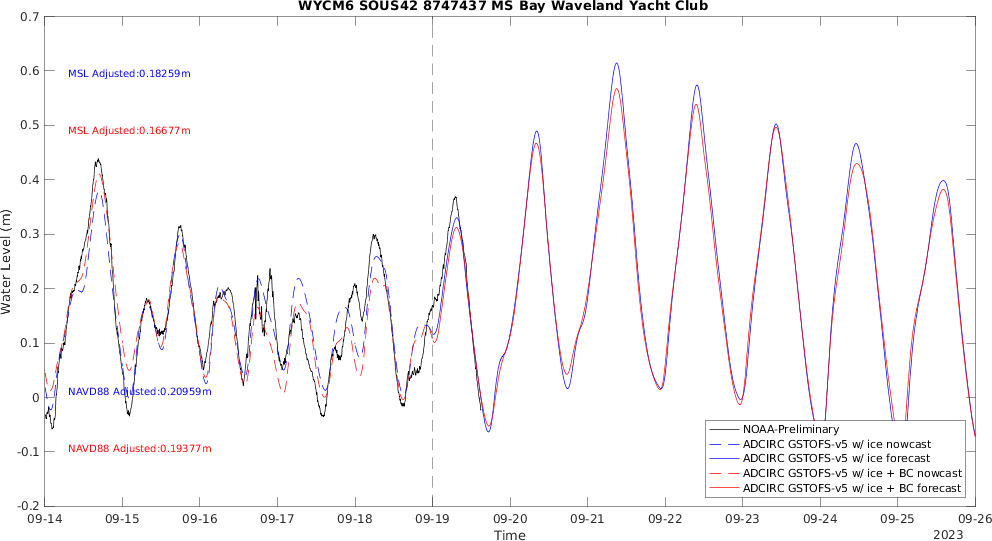 WYCM6 SOUS42 8747437 MS Bay Waveland Yacht Club
0.7
0.6
0.5
0.4
0.3
0.2
0.1
0
-0.1
-0.2
Water Level (m)
MSL Adjusted:0.18259m
MSL Adjusted:0.16677m
NAVD88 Adjusted:0.20959m
NAVD88 Adjusted:0.19377m
NOAA-Preliminary
ADCIRC GSTOFS-v5 w/ ice nowcast
ADCIRC GSTOFS-v5 w/ ice forecast
ADCIRC GSTOFS-v5 w/ ice + BC nowcast
ADCIRC GSTOFS-v5 w/ ice + BC forecast
09-14 09-15 09-16 09-17 09-18 09-19 09-20 09-21 09-22 09-23 09-24 09-25 09-26
Time
2023